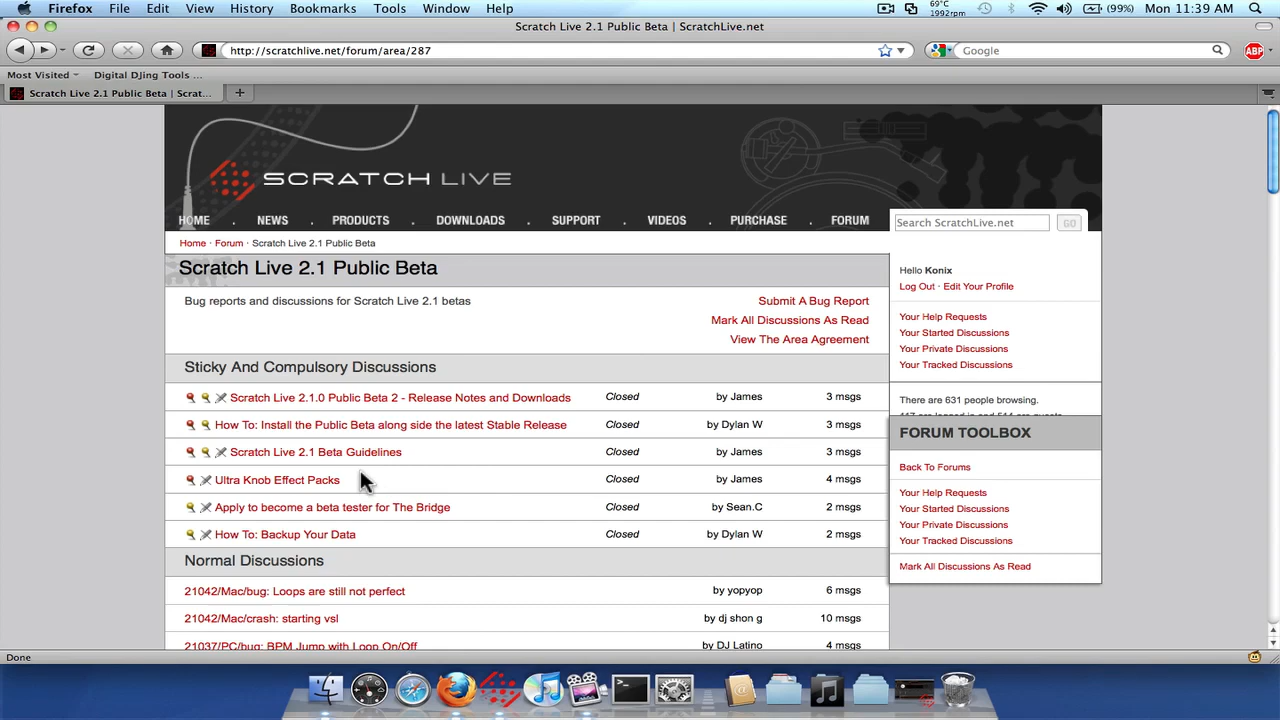 Firefox File Edit View History Bookmarks Tools Window Help 69°C 1992rpm (99%) Mon 11:39 AM
Scratch Live 2.1 Public Beta | ScratchLive.net
http://scratchlive.net/forum/area/287 Google ABP
Most Visited Digital DJing Tools ...
Scratch Live 2.1 Public Beta | Scrat...
SCRATCH LIVE
HOME . NEWS . PRODUCTS . DOWNLOADS . SUPPORT . VIDEOS . PURCHASE . FORUM
Search ScratchLive.net GO
Home · Forum · Scratch Live 2.1 Public Beta
Scratch Live 2.1 Public Beta
Bug reports and discussions for Scratch Live 2.1 betas
Submit A Bug Report
Mark All Discussions As Read
View The Area Agreement
Sticky And Compulsory Discussions
Scratch Live 2.1.0 Public Beta 2 - Release Notes and Downloads Closed by James 3 msgs
How To: Install the Public Beta along side the latest Stable Release Closed by Dylan W 3 msgs
Scratch Live 2.1 Beta Guidelines Closed by James 3 msgs
Ultra Knob Effect Packs Closed by James 4 msgs
Apply to become a beta tester for The Bridge Closed by Sean.C 2 msgs
How To: Backup Your Data Closed by Dylan W 2 msgs
Normal Discussions
21042/Mac/bug: Loops are still not perfect by yopyop 6 msgs
21042/Mac/crash: starting vsl by dj shon g 10 msgs
21037/PC/bug: BPM Jump with Loop On/Off by DJ Latino 4 msgs
Hello Konix
Log Out · Edit Your Profile
Your Help Requests
Your Started Discussions
Your Private Discussions
Your Tracked Discussions
There are 631 people browsing.
FORUM TOOLBOX
Back To Forums
Your Help Requests
Your Started Discussions
Your Private Discussions
Your Tracked Discussions
Mark All Discussions As Read
Done